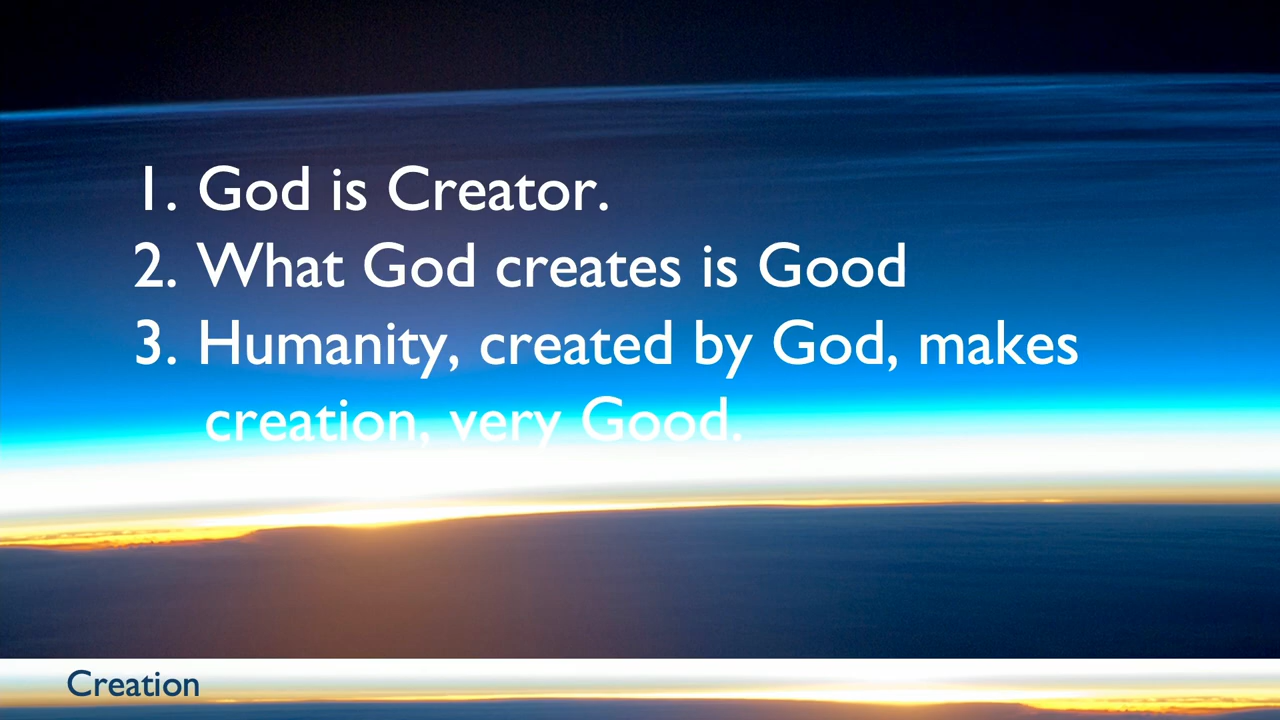 1. God is Creator.
2. What God creates is Good
3. Humanity, created by God, makes
creation, very Good.
Creation